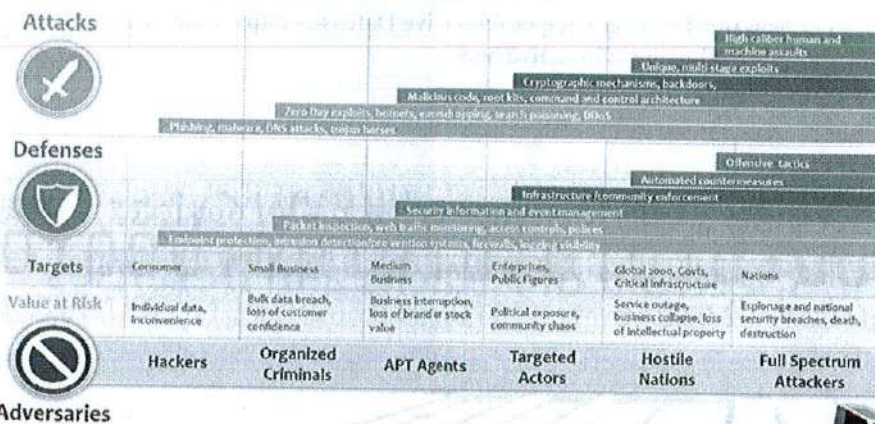 Attacks
High caliber human and
machine assaults
Unique, multi-stage exploits
Cryptographic mechanisms, backdoors,
Malicious code, root kits, command and control architecture
Zero Day exploits, botnets, eavesdropping, search poisoning, DDoS
Phishing, malware, DNS attacks, trojan horses
Defenses
Offensive tactics
Automated countermeasures
Infrastructure /community enforcement
Security information and event management
Packet inspection, web traffic monitoring, access controls, polices
Endpoint protection, intrusion detection/prevention systems, firewalls, logging visibility
Targets
Consumer
Small Business
Medium
Business
Enterprises,
Public Figures
Global 2000, Govts,
Critical Infrastructure
Nations
Value at Risk
Individual data,
Inconvenience
Bulk data breach,
loss of customer
confidence
Business interruption,
loss of brand or stock
value
Political exposure,
community chaos
Service outage,
business collapse, loss
of intellectual property
Espionage and national
security breaches, death,
destruction
Hackers
Organized
Criminals
APT Agents
Targeted
Actors
Hostile
Nations
Full Spectrum
Attackers
Adversaries